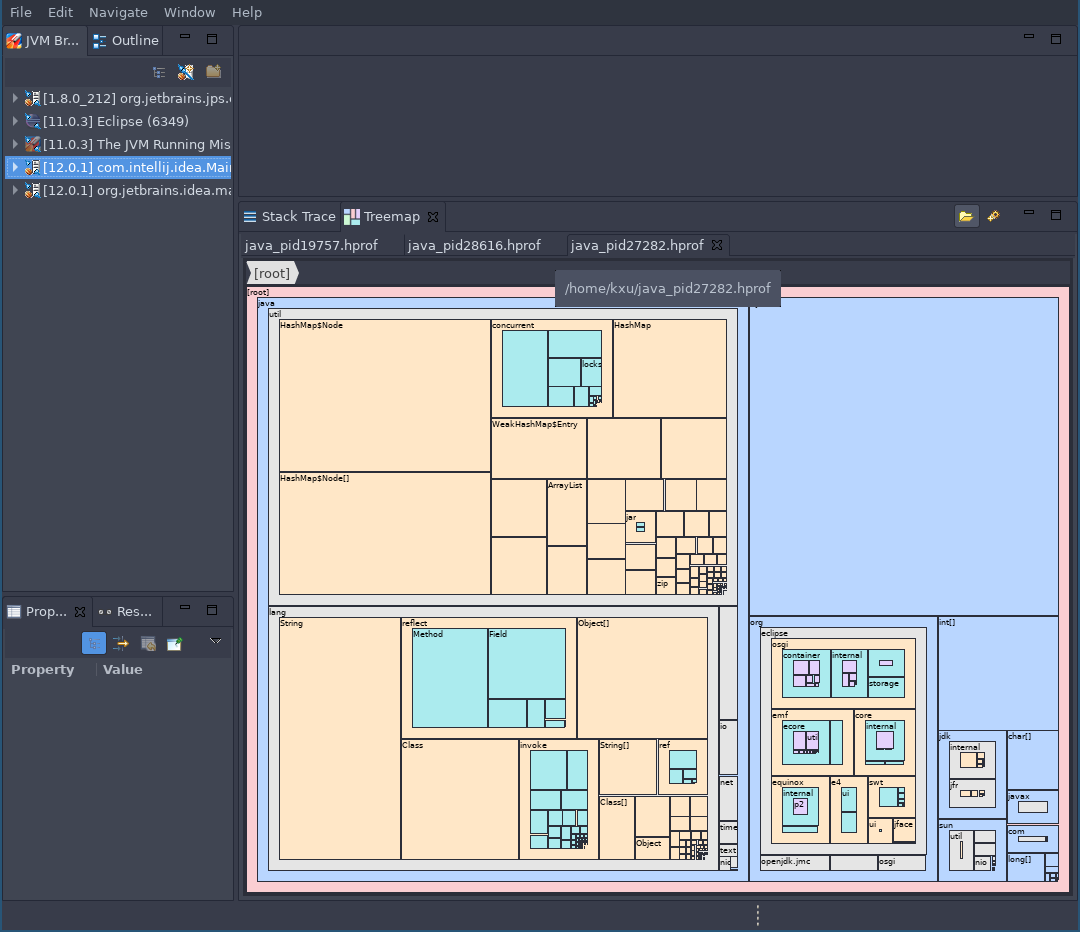 File Edit Navigate Window Help
JVM Br...
Outline
[1.8.0_212] org.jetbrains.jps.
[11.0.3] Eclipse (6349)
[11.0.3] The JVM Running Mis
[12.0.1] com.intellij.idea.Mai
[12.0.1] org.jetbrains.idea.ma
Prop...
Res...
Property Value
Stack Trace
Treemap
java_pid19757.hprof
java_pid28616.hprof
java_pid27282.hprof
[root]
/home/kxu/java_pid27282.hprof
[root]
java
util
HashMap$Node
concurrent
HashMap
locks
WeakHashMap$Entry
HashMap$Node[]
ArrayList
jar
zip
lang
String
reflect
Method
Field
Object[]
Class
invoke
String[]
ref
Class[]
Object
io
net
time
text
nio
org
eclipse
osgi
container
internal
storage
emf
ecore
util
core
internal
equinox
internal
p2
e4
ui
swt
ui
jface
openjdk.jmc
osgi
int[]
jdk
internal
jfr
char[]
javax
sun
util
nio
com
long[]